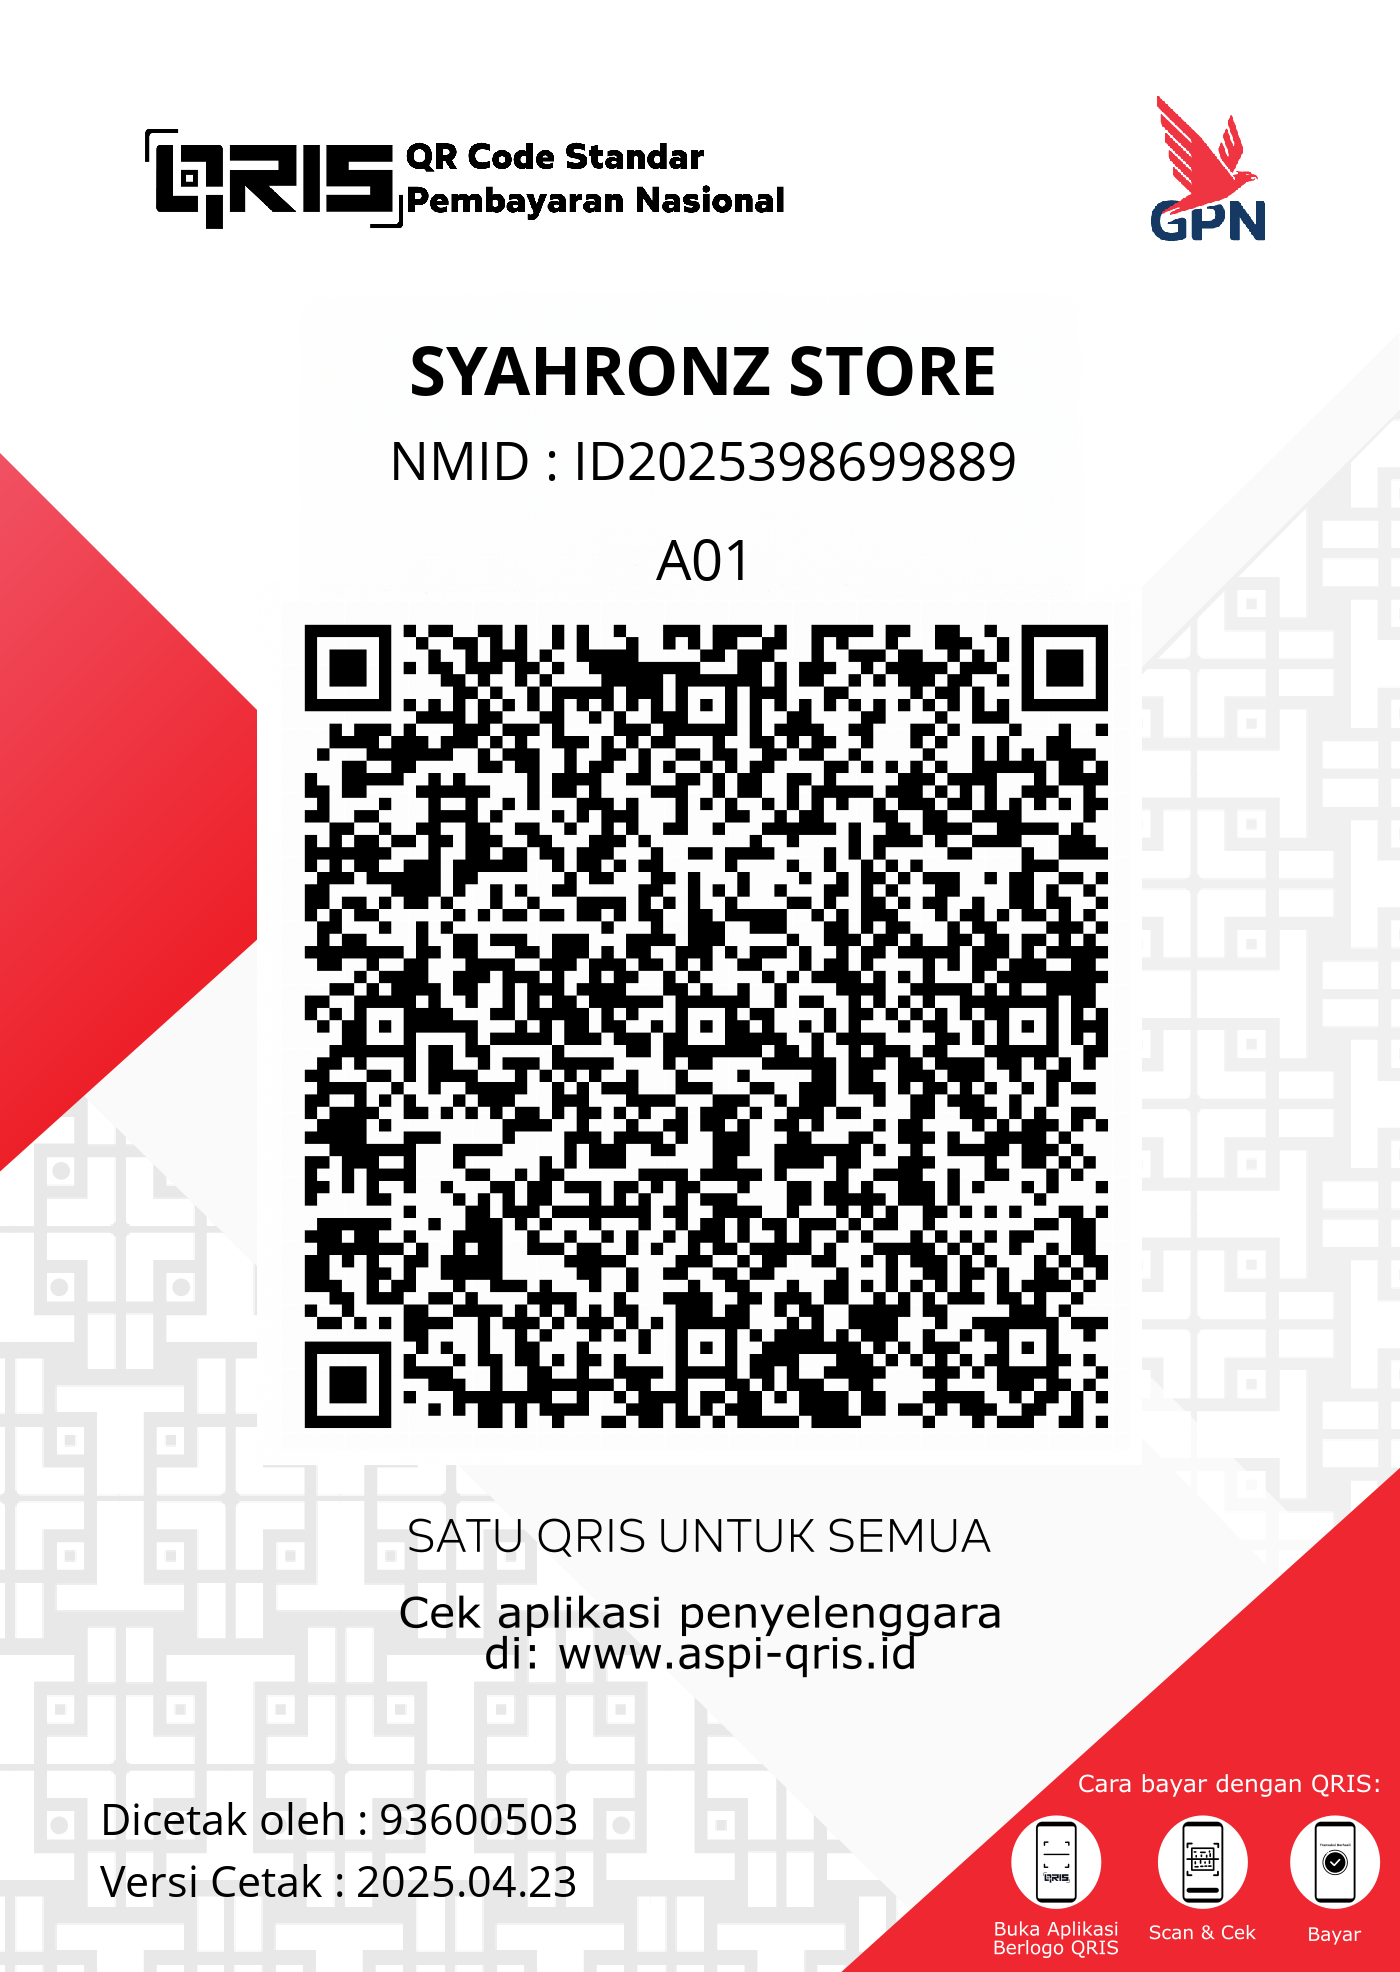 QRIS QR Code Standar
Pembayaran Nasional
GPN
SYAHRONZ STORE
NMID : ID2025398699889
A01
SATU QRIS UNTUK SEMUA
Cek aplikasi penyelenggara
di: www.aspi-qris.id
Dicetak oleh : 93600503
Versi Cetak : 2025.04.23
Cara bayar dengan QRIS:
QRIS
Buka Aplikasi
Berlogo QRIS
Scan & Cek
Bayar